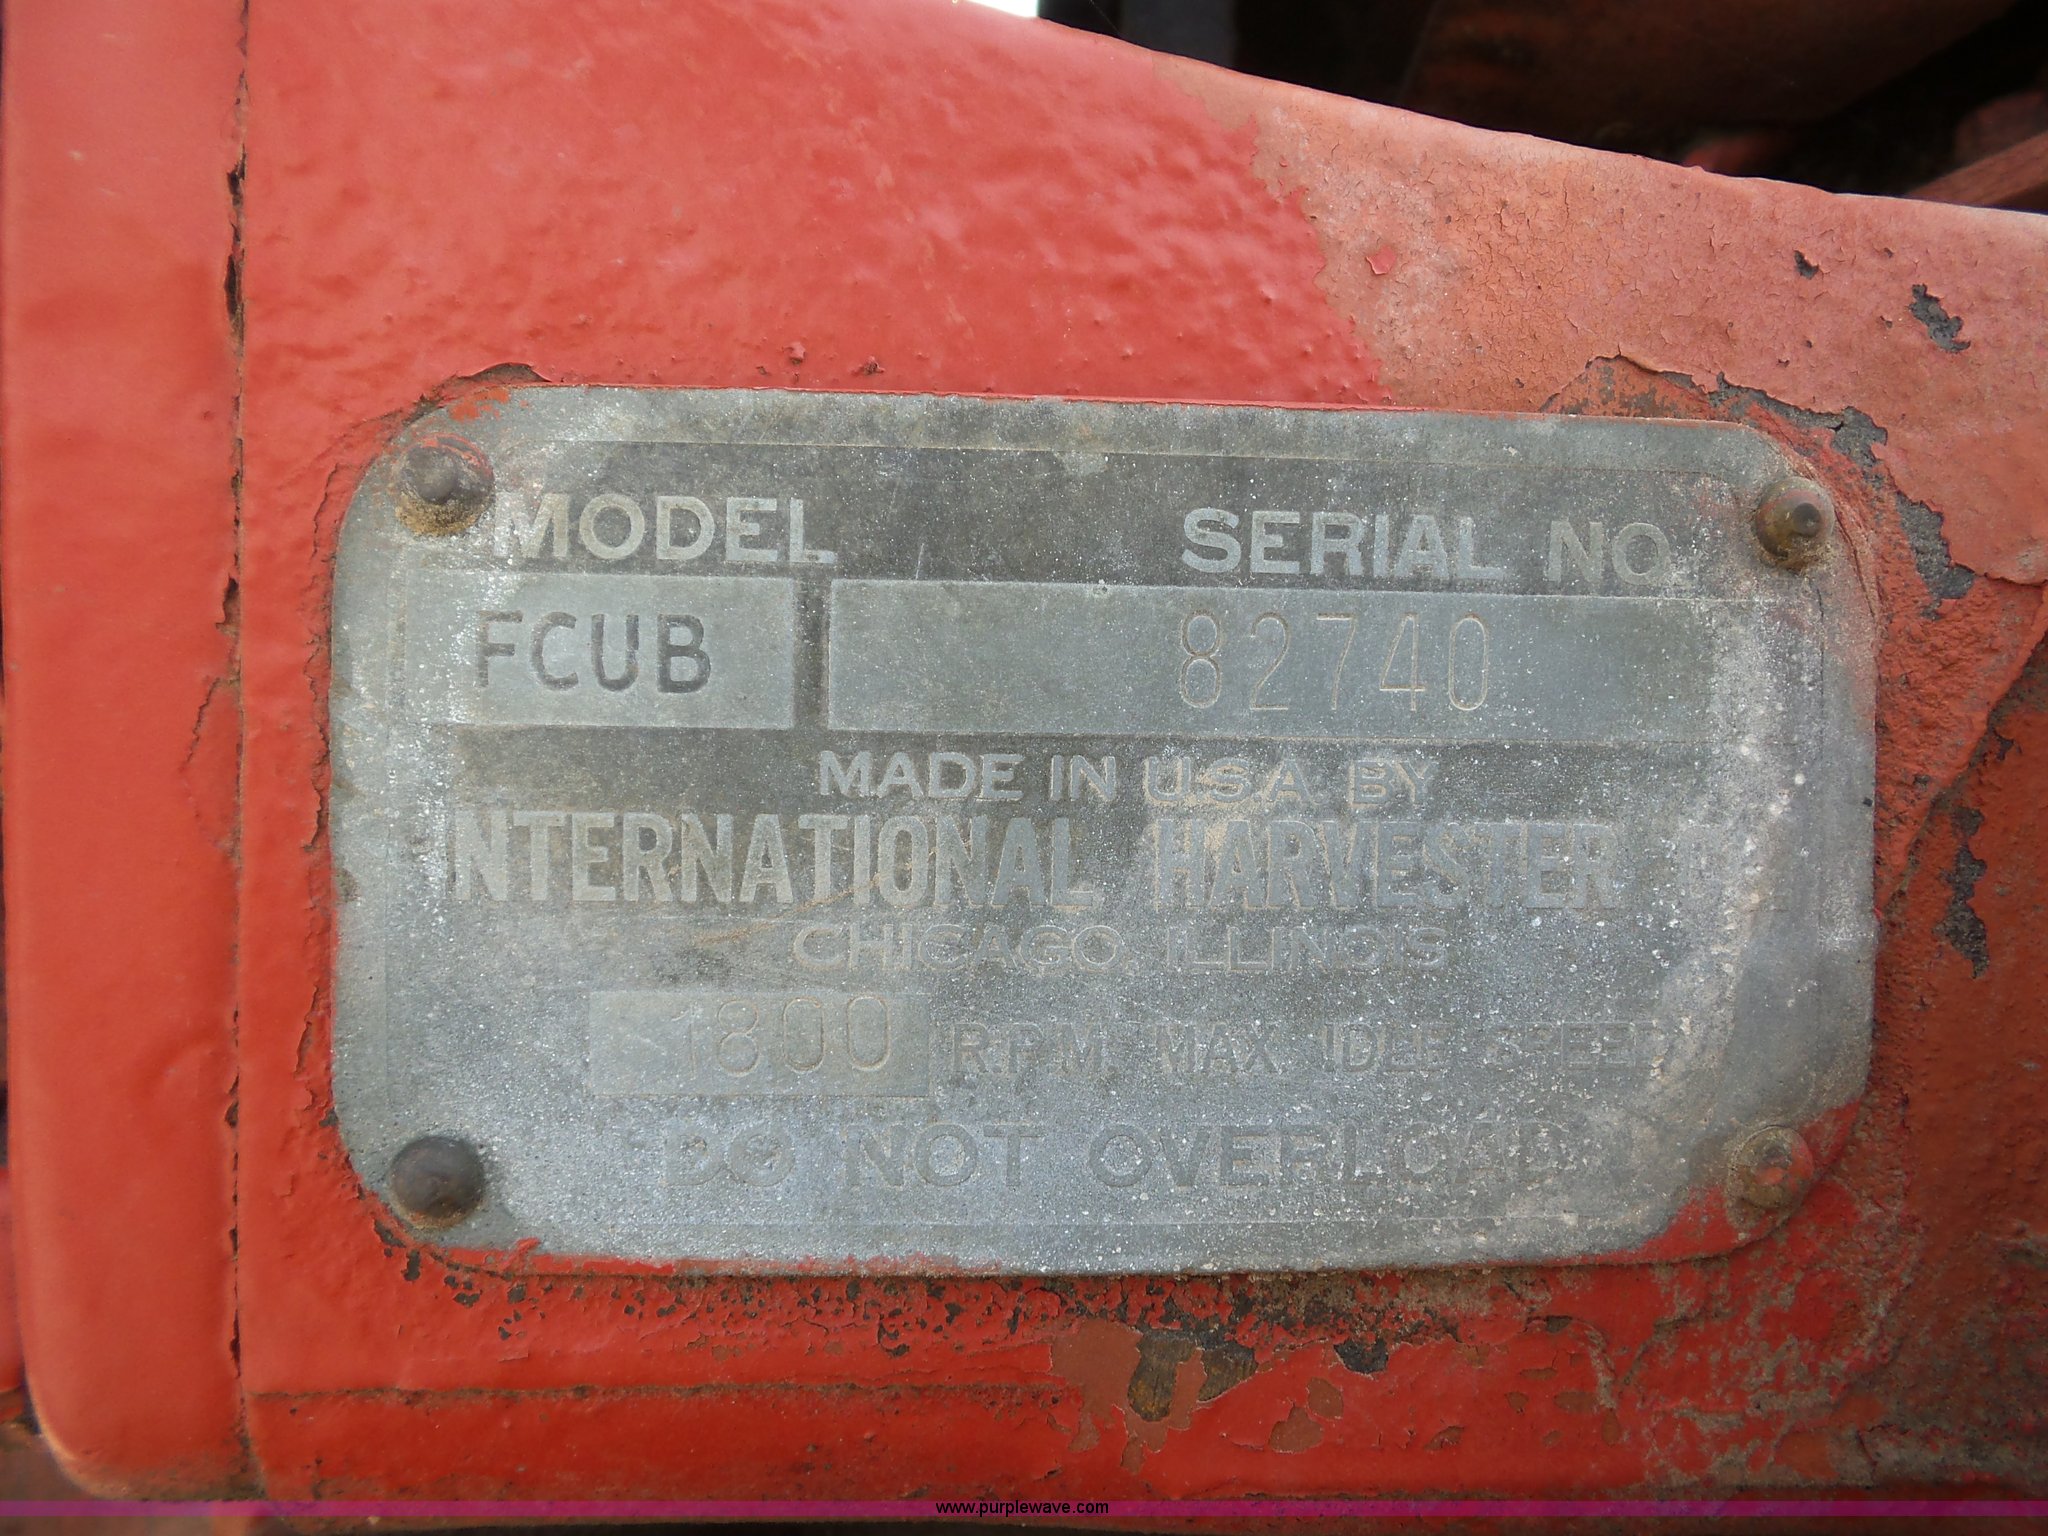 MODEL SERIAL NO.
FCUB 82740
MADE IN U.S.A. BY
INTERNATIONAL HARVESTER
CHICAGO, ILLINOIS
1800 R.P.M. MAX. IDLE SPEED
DO NOT OVERLOAD
www.purplewave.com